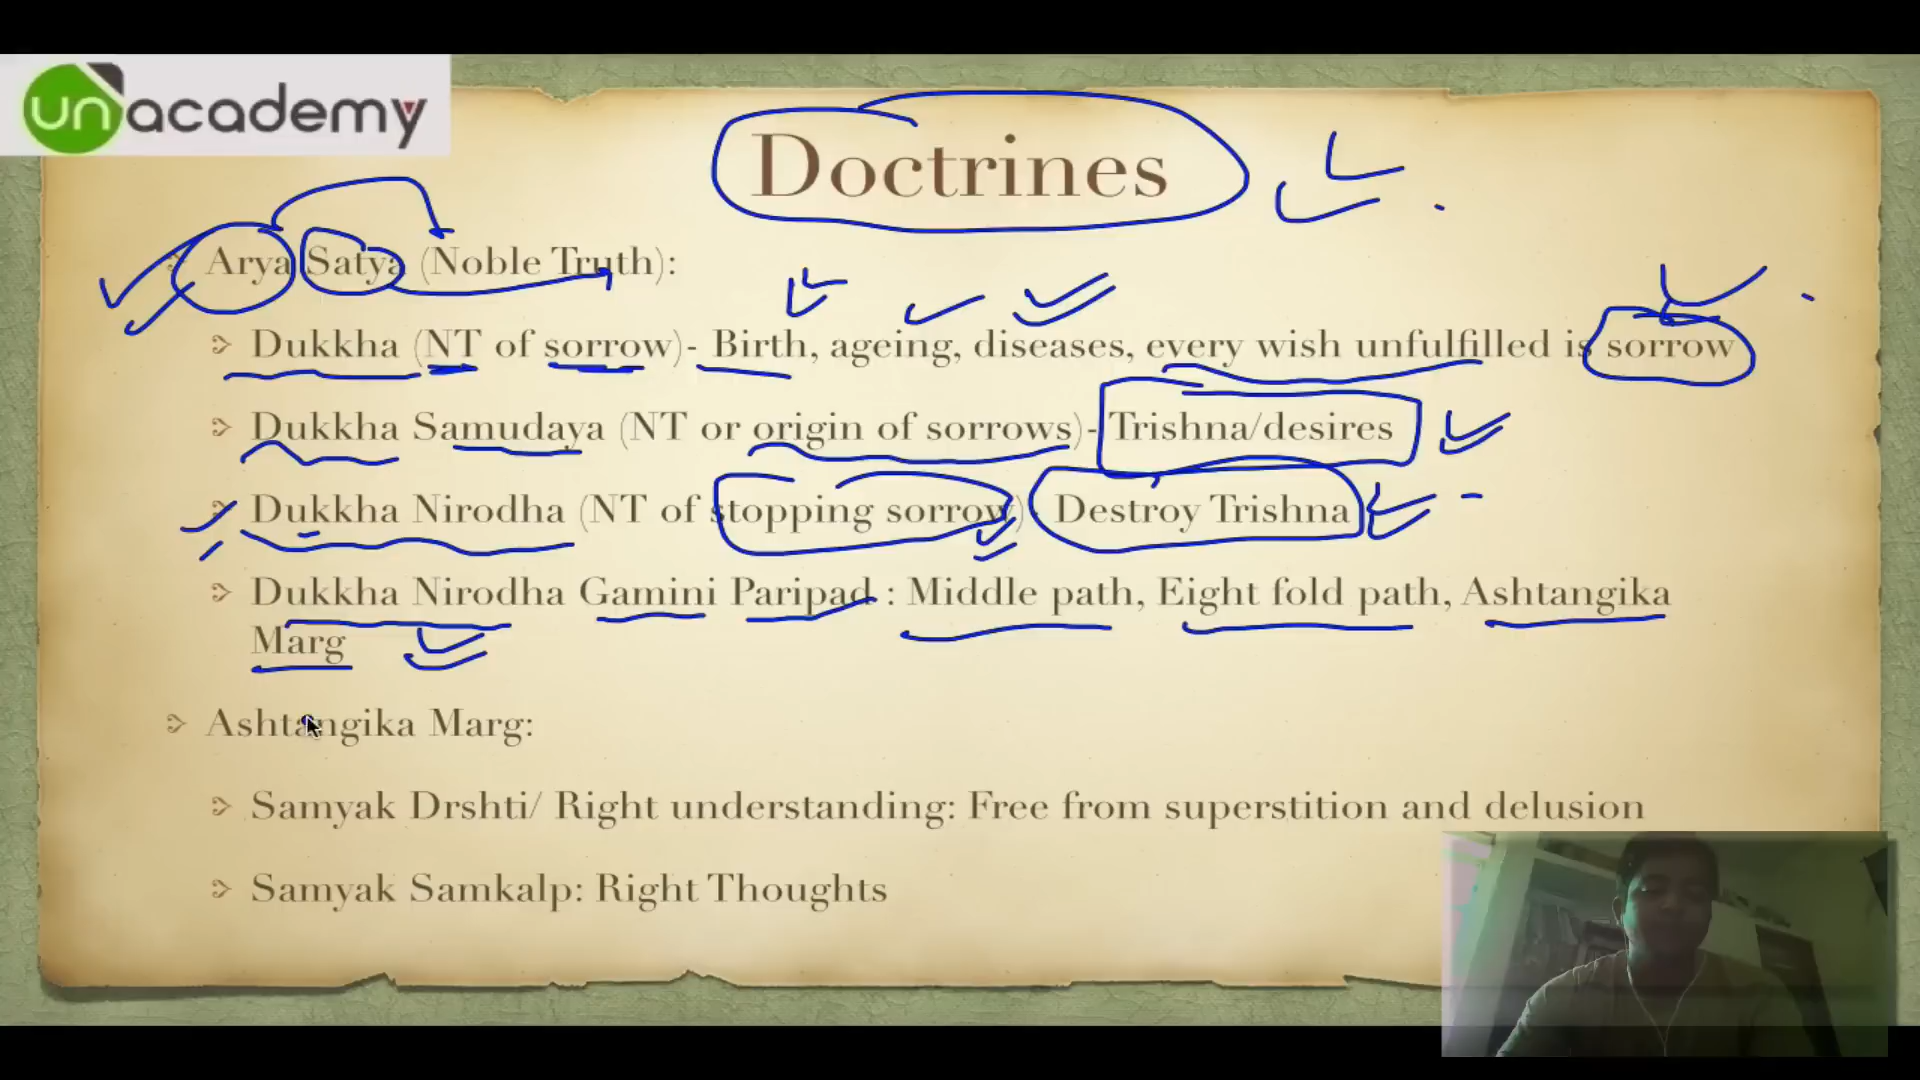 unacademy
Doctrines
Arya Satya (Noble Truth):
Dukkha (NT of sorrow)- Birth, ageing, diseases, every wish unfulfilled is sorrow
Dukkha Samudaya (NT or origin of sorrows)- Trishna/desires
Dukkha Nirodha (NT of stopping sorrow)- Destroy Trishna
Dukkha Nirodha Gamini Paripad : Middle path, Eight fold path, Ashtangika
Marg
Ashtangika Marg:
Samyak Drshti/ Right understanding: Free from superstition and delusion
Samyak Samkalp: Right Thoughts